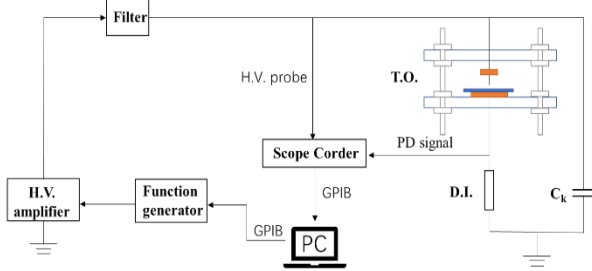 Filter
H.V. probe
T.O.
Scope Corder
PD signal
H.V.
amplifier
Function
generator
GPIB
D.I.
Ck
GPIB
PC